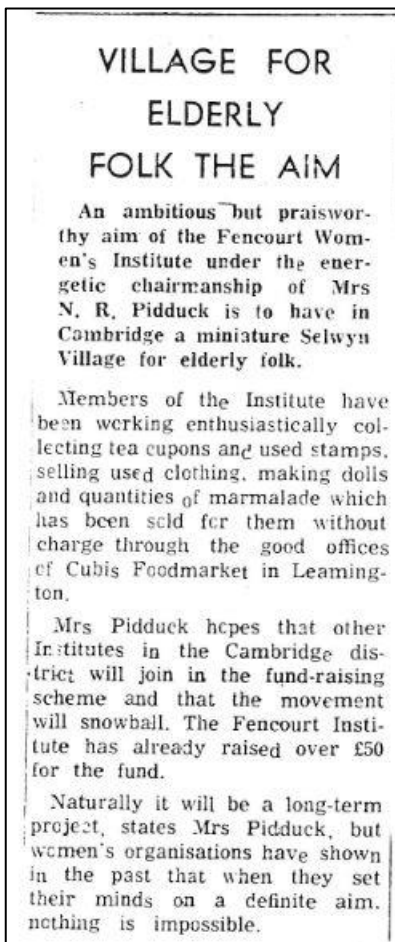 VILLAGE FOR
ELDERLY
FOLK THE AIM
An ambitious but praiswor-
thy aim of the Fencourt Wom-
en's Institute under the ener-
getic chairmanship of Mrs
N. R. Pidduck is to have in
Cambridge a miniature Selwyn
Village for elderly folk.
Members of the Institute have
been working enthusiastically col-
lecting tea cupons and used stamps,
selling used clothing, making dolls
and quantities of marmalade which
has been sold for them without
charge through the good offices
of Cubis Foodmarket in Leaming-
ton.
Mrs Pidduck hopes that other
Institutes in the Cambridge dis-
trict will join in the fund-raising
scheme and that the movement
will snowball. The Fencourt Insti-
tute has already raised over £50
for the fund.
Naturally it will be a long-term
project, states Mrs Pidduck, but
women's organisations have shown
in the past that when they set
their minds on a definite aim,
nothing is impossible.